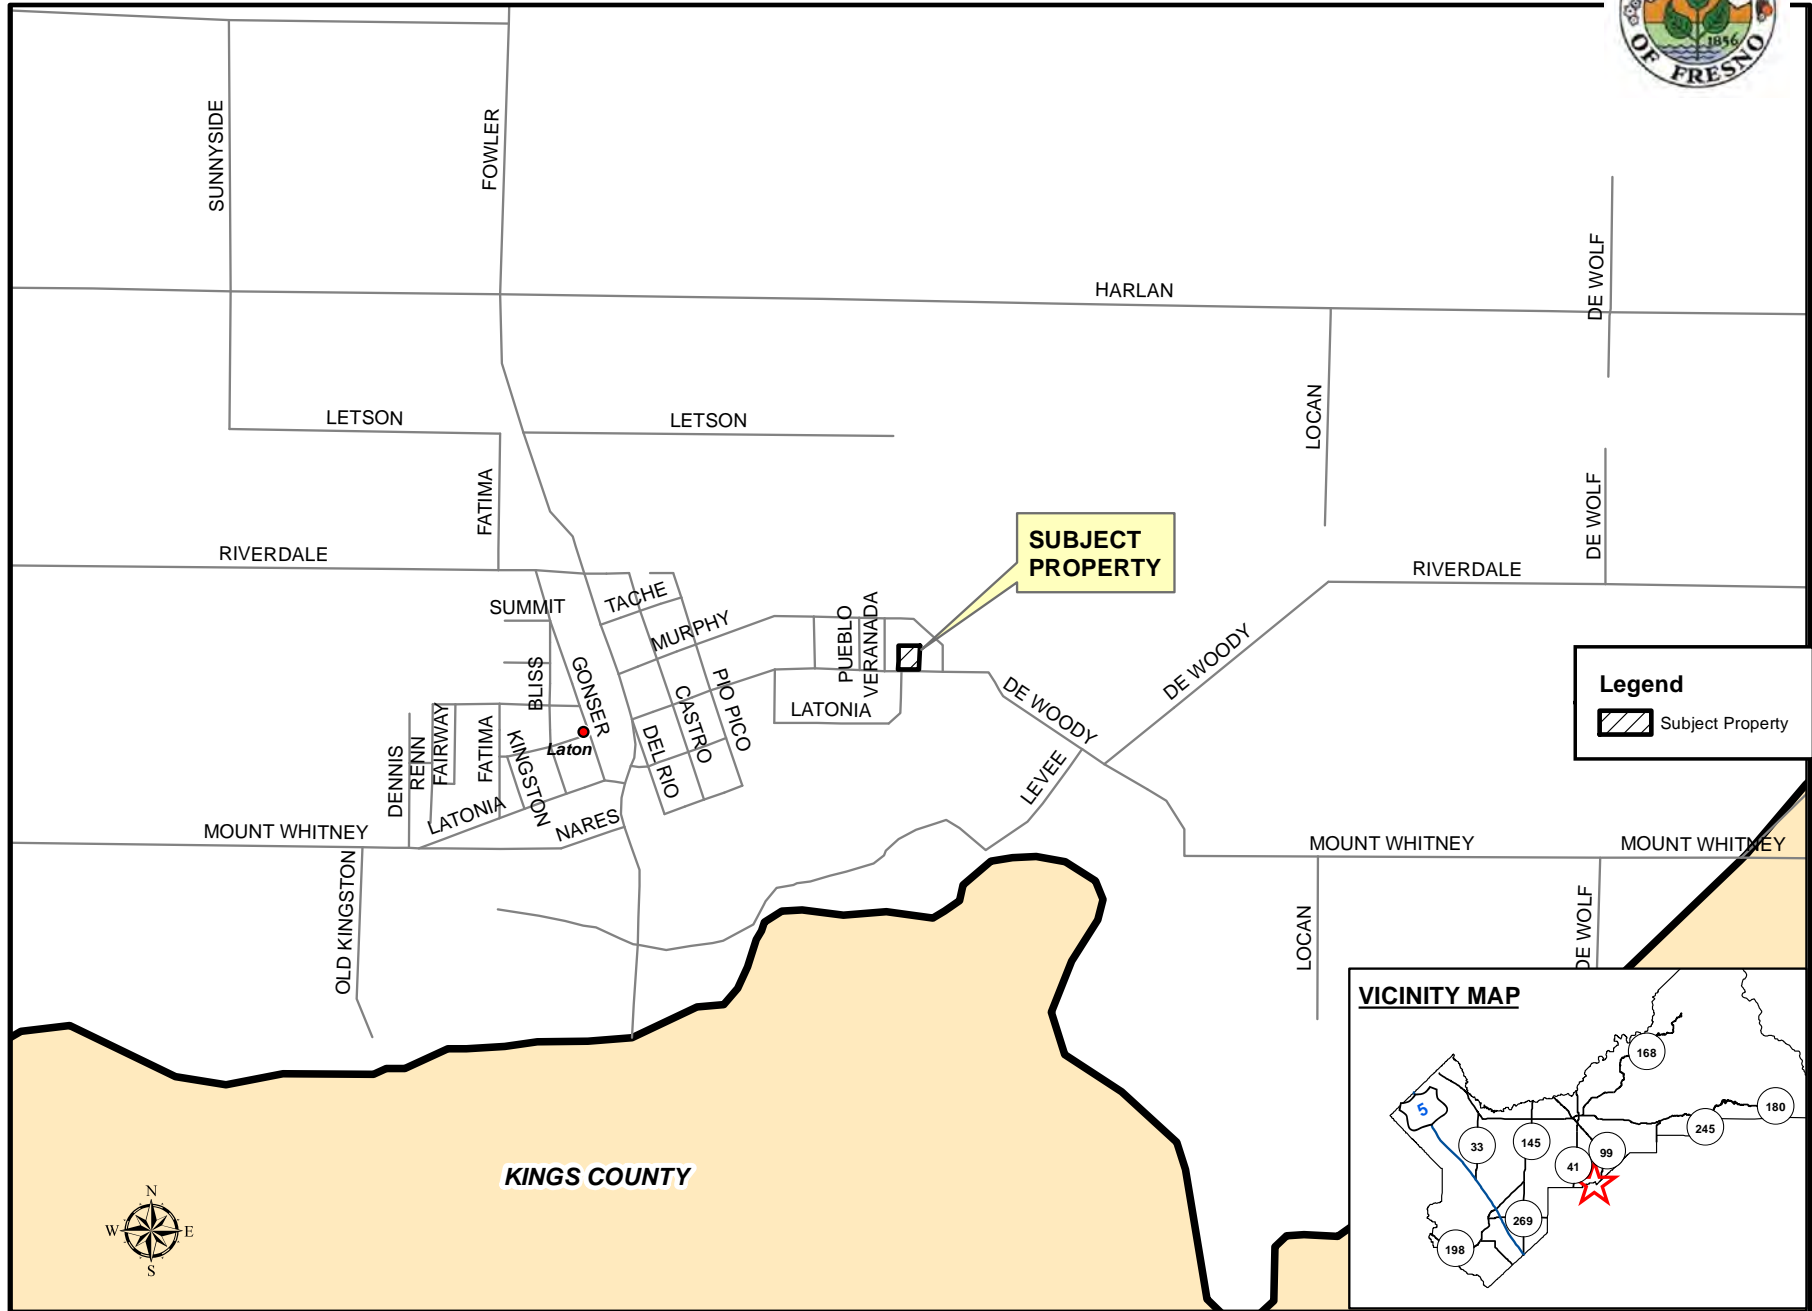 1856
OF FRESNO
SUNNYSIDE
FOWLER
DE WOLF
HARLAN
LETSON
LETSON
LOCAN
FATIMA
DE WOLF
RIVERDALE
SUBJECT
PROPERTY
RIVERDALE
SUMMIT
TACHE
MURPHY
PUEBLO
VERANADA
DE WOODY
BLISS
GONSER
PIO PICO
CASTRO
LATONIA
DE WOODY
Legend
Subject Property
DENNIS
RENN
FAIRWAY
FATIMA
KINGSTON
Laton
DEL RIO
LEVEE
LATONIA
NARES
MOUNT WHITNEY
MOUNT WHITNEY
MOUNT WHITNEY
OLD KINGSTON
LOCAN
DE WOLF
VICINITY MAP
168
5
180
245
33
145
99
41
269
198
KINGS COUNTY
N
W
E
S